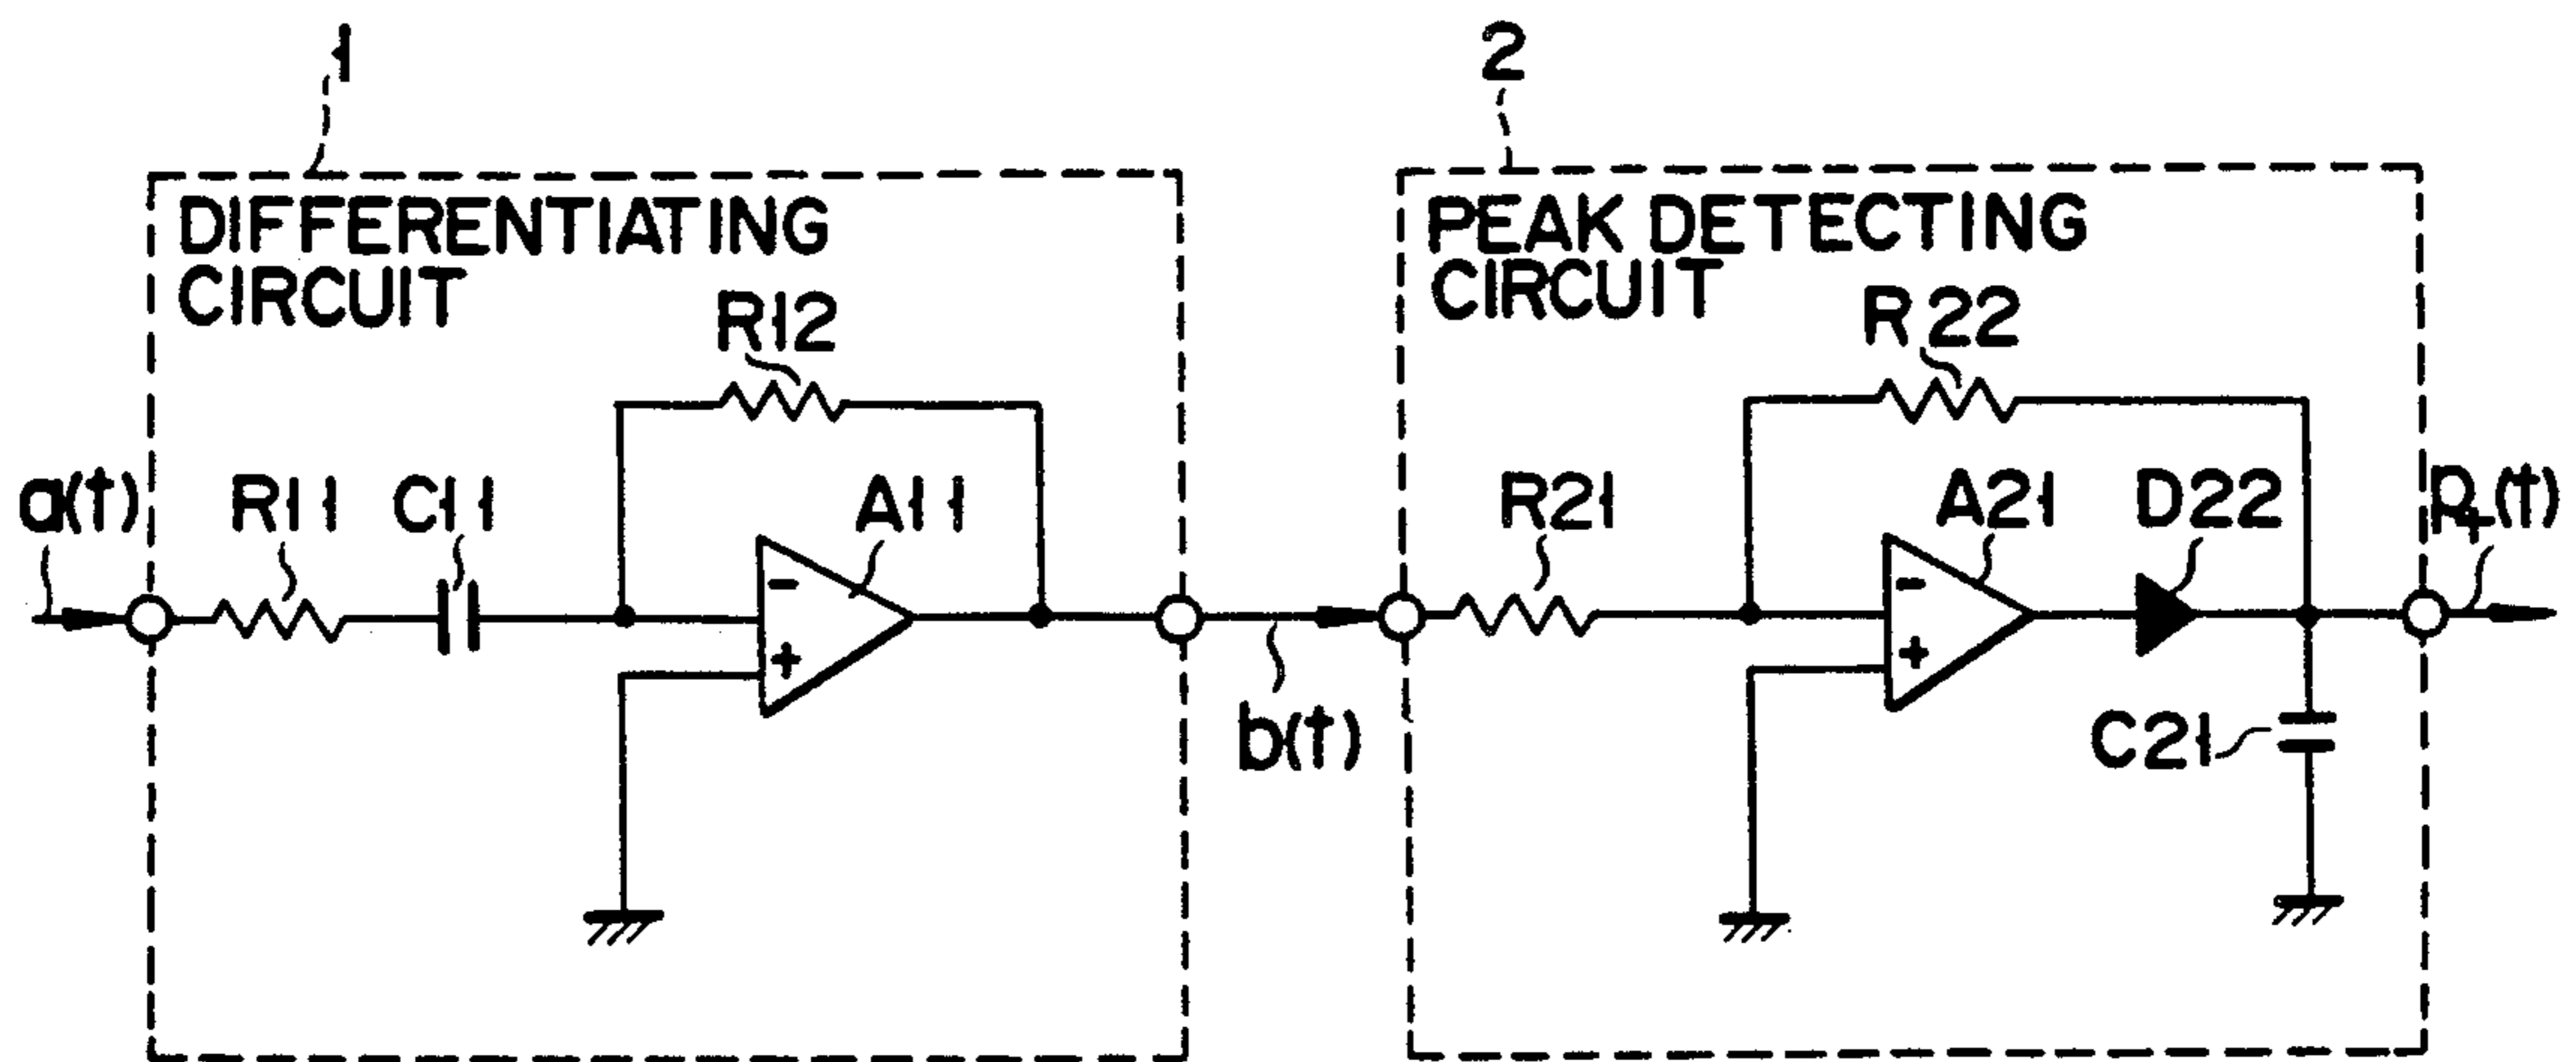 1
2
DIFFERENTIATING
CIRCUIT
R12
a(t)
R11
C11
A11
-
+
b(t)
PEAK DETECTING
CIRCUIT
R22
R21
A21
D22
-
+
C21
P+(t)